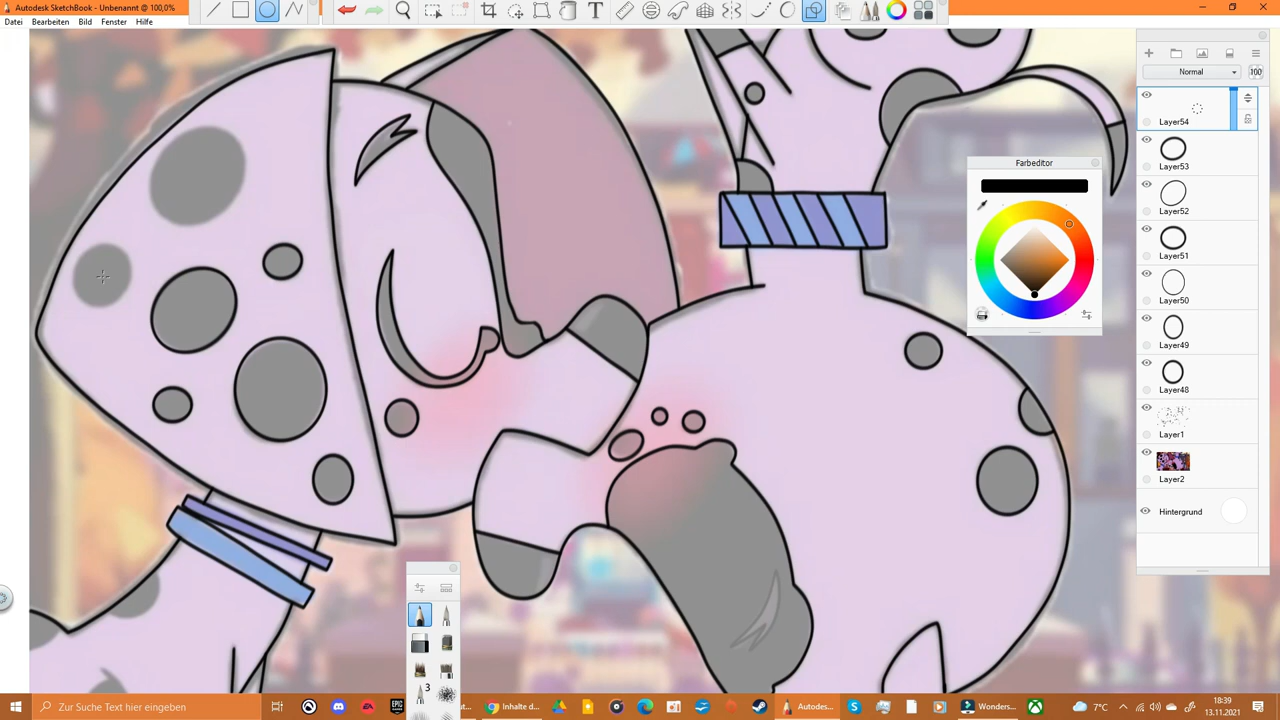 Autodesk SketchBook - Unbenannt @ 100,0%
Datei Bearbeiten Bild Fenster Hilfe
T
Normal
100
Layer54
Layer53
Layer52
Layer51
Layer50
Layer49
Layer48
Layer1
Layer2
Hintergrund
Farbeditor
3
Zur Suche Text hier eingeben
EPIC
Inhalte d...
Autodes...
Wonders...
7°C
18:39
13.11.2021